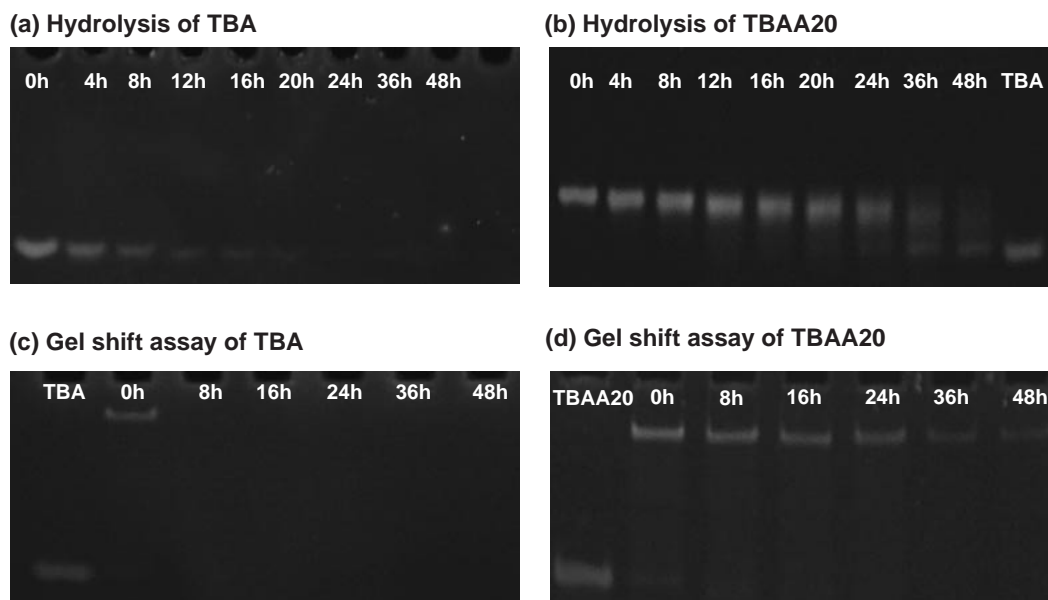 (a) Hydrolysis of TBA
0h 4h 8h 12h 16h 20h 24h 36h 48h
(b) Hydrolysis of TBAA20
0h 4h 8h 12h 16h 20h 24h 36h 48h TBA
(c) Gel shift assay of TBA
TBA 0h 8h 16h 24h 36h 48h
(d) Gel shift assay of TBAA20
TBAA20 0h 8h 16h 24h 36h 48h